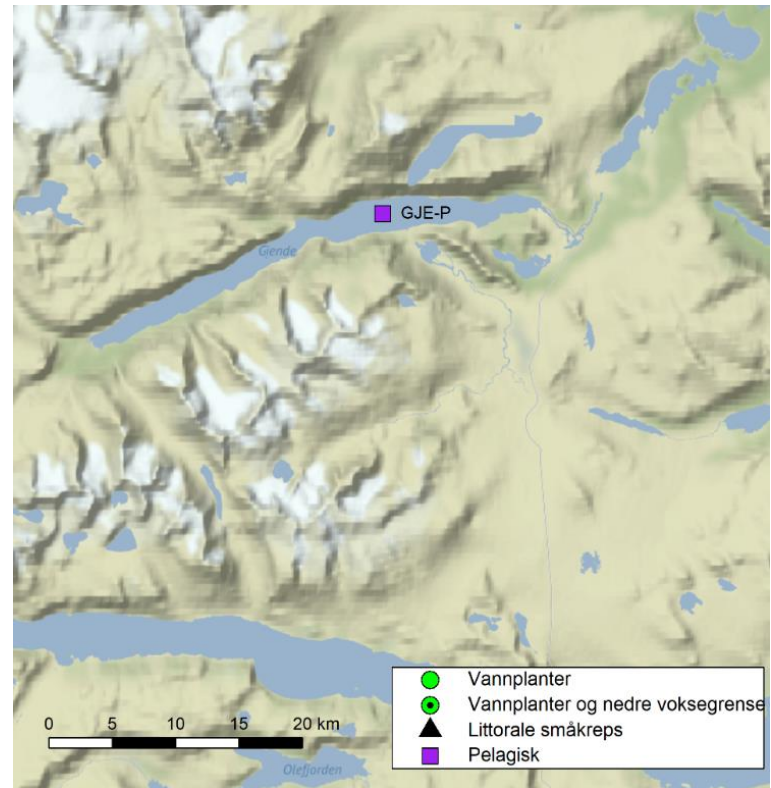 GJE-P
Gjende
Vannplanter
Vannplanter og nedre voksegrense
Littorale småkreps
Pelagisk
0 5 10 15 20 km
Olefjorden